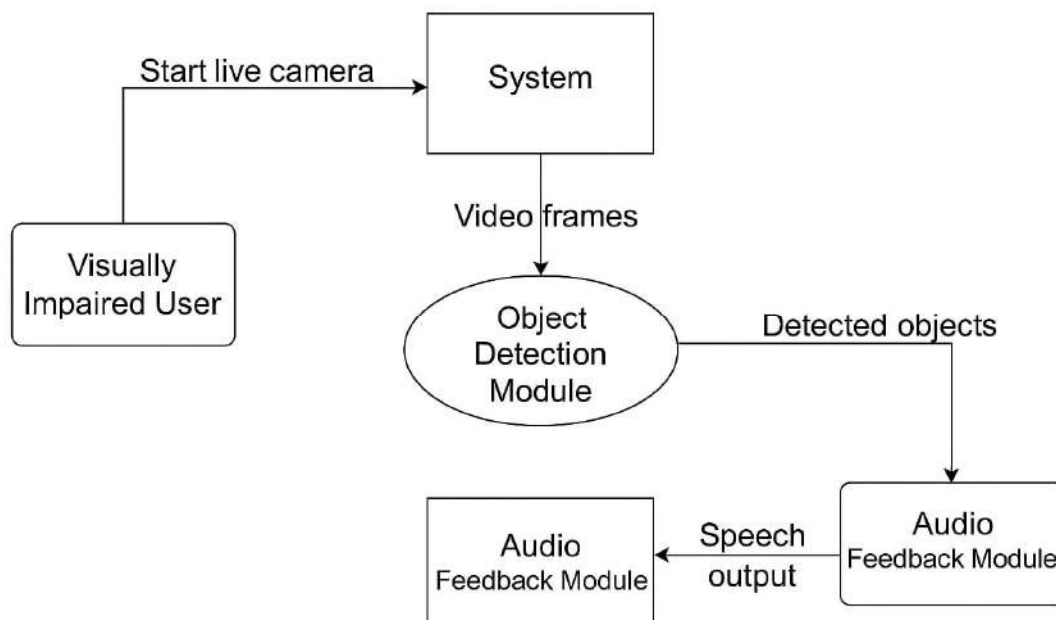 Start live camera
System
Visually
Impaired User
Video frames
Object
Detection
Module
Detected objects
Audio
Feedback Module
Speech
output
Audio
Feedback Module